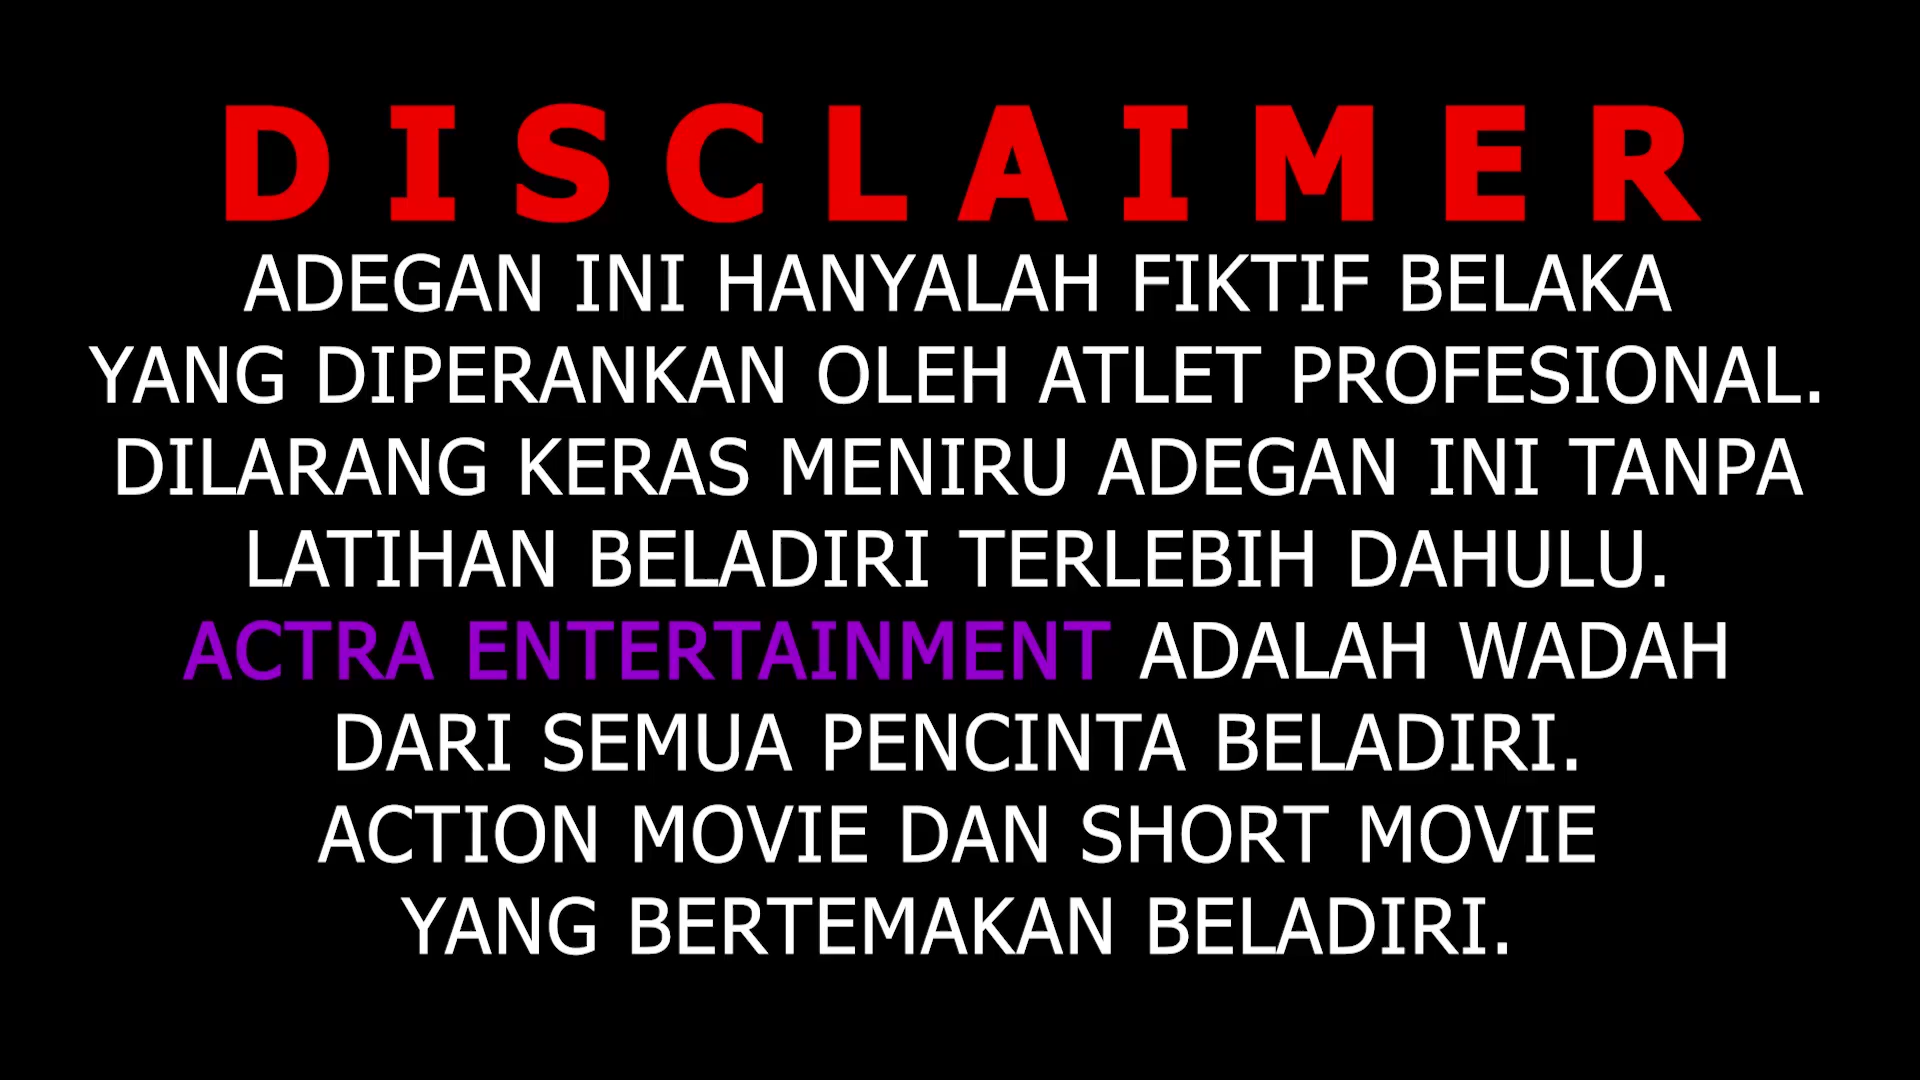 DISCLAIMER
ADEGAN INI HANYALAH FIKTIF BELAKA
YANG DIPERANKAN OLEH ATLET PROFESIONAL.
DILARANG KERAS MENIRU ADEGAN INI TANPA
LATIHAN BELADIRI TERLEBIH DAHULU.
ACTRA ENTERTAINMENT ADALAH WADAH
DARI SEMUA PENCINTA BELADIRI.
ACTION MOVIE DAN SHORT MOVIE
YANG BERTEMAKAN BELADIRI.